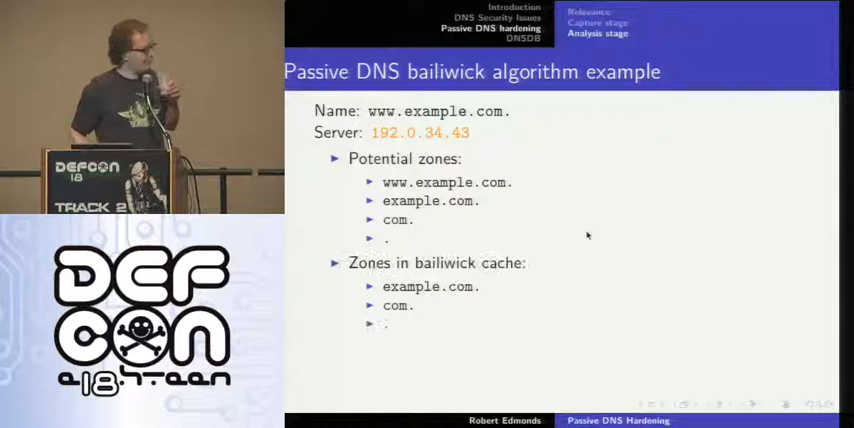 Introduction
DNS Security Issues
Passive DNS hardening
DNSDB
Relevance
Capture stage
Analysis stage
Passive DNS bailiwick algorithm example
Name: www.example.com.
Server: 192.0.34.43
Potential zones:
www.example.com.
example.com.
com.
.
Zones in bailiwick cache:
example.com.
com.
.
Robert Edmonds
Passive DNS Hardening
DEFCON
18
TRACK 2
DEF
CON
e18h+een